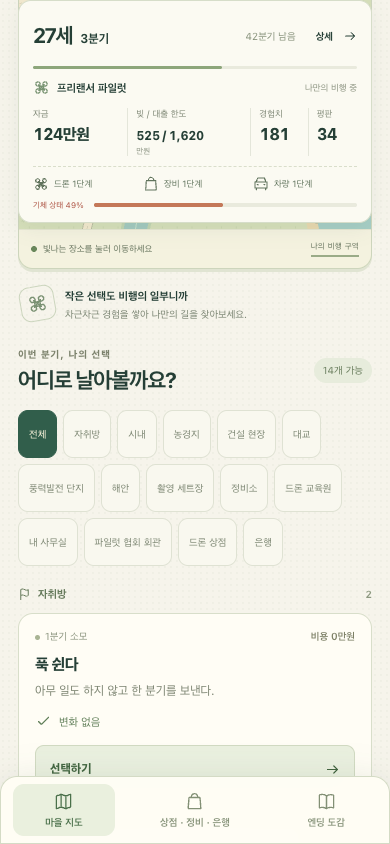 27세 3분기
42분기 남음 상세 →
프리랜서 파일럿
나만의 비행 중
자금
빚 / 대출 한도
경험치
평판
124만원
525 / 1,620
만원
181
34
드론 1단계
장비 1단계
차량 1단계
기체 상태 49%
빛나는 장소를 눌러 이동하세요
나의 비행 구역
작은 선택도 비행의 일부니까
차근차근 경험을 쌓아 나만의 길을 찾아보세요.
이번 분기, 나의 선택
어디로 날아볼까요?
14개 가능
전체 자취방 시내 농경지 건설 현장 대교
풍력발전 단지 해안 촬영 세트장 정비소 드론 교육원
내 사무실 파일럿 협회 회관 드론 상점 은행
자취방
2
1분기 소모
비용 0만원
푹 쉰다
아무 일도 하지 않고 한 분기를 보낸다.
변화 없음
선택하기 →
마을 지도
상점 · 정비 · 은행
엔딩 도감